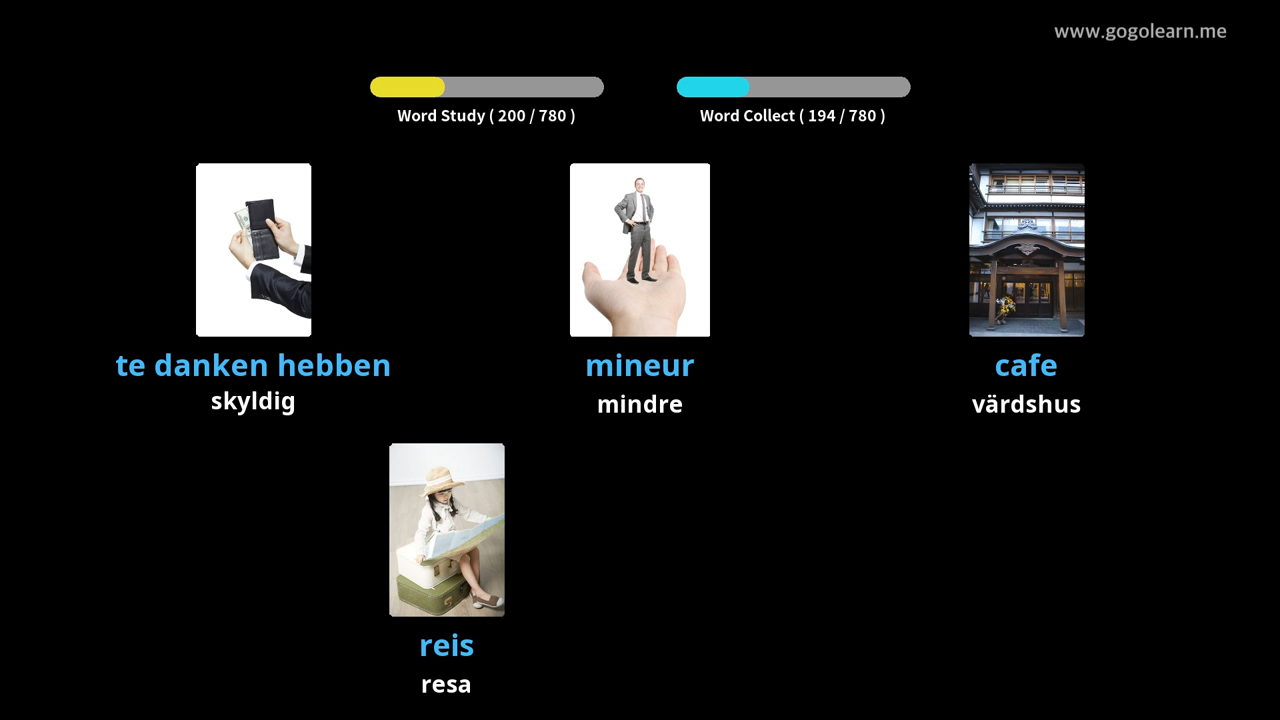 www.gogolearn.me
Word Study ( 200 / 780 )
Word Collect ( 194 / 780 )
te danken hebben
skyldig
mineur
mindre
cafe
värdshus
reis
resa